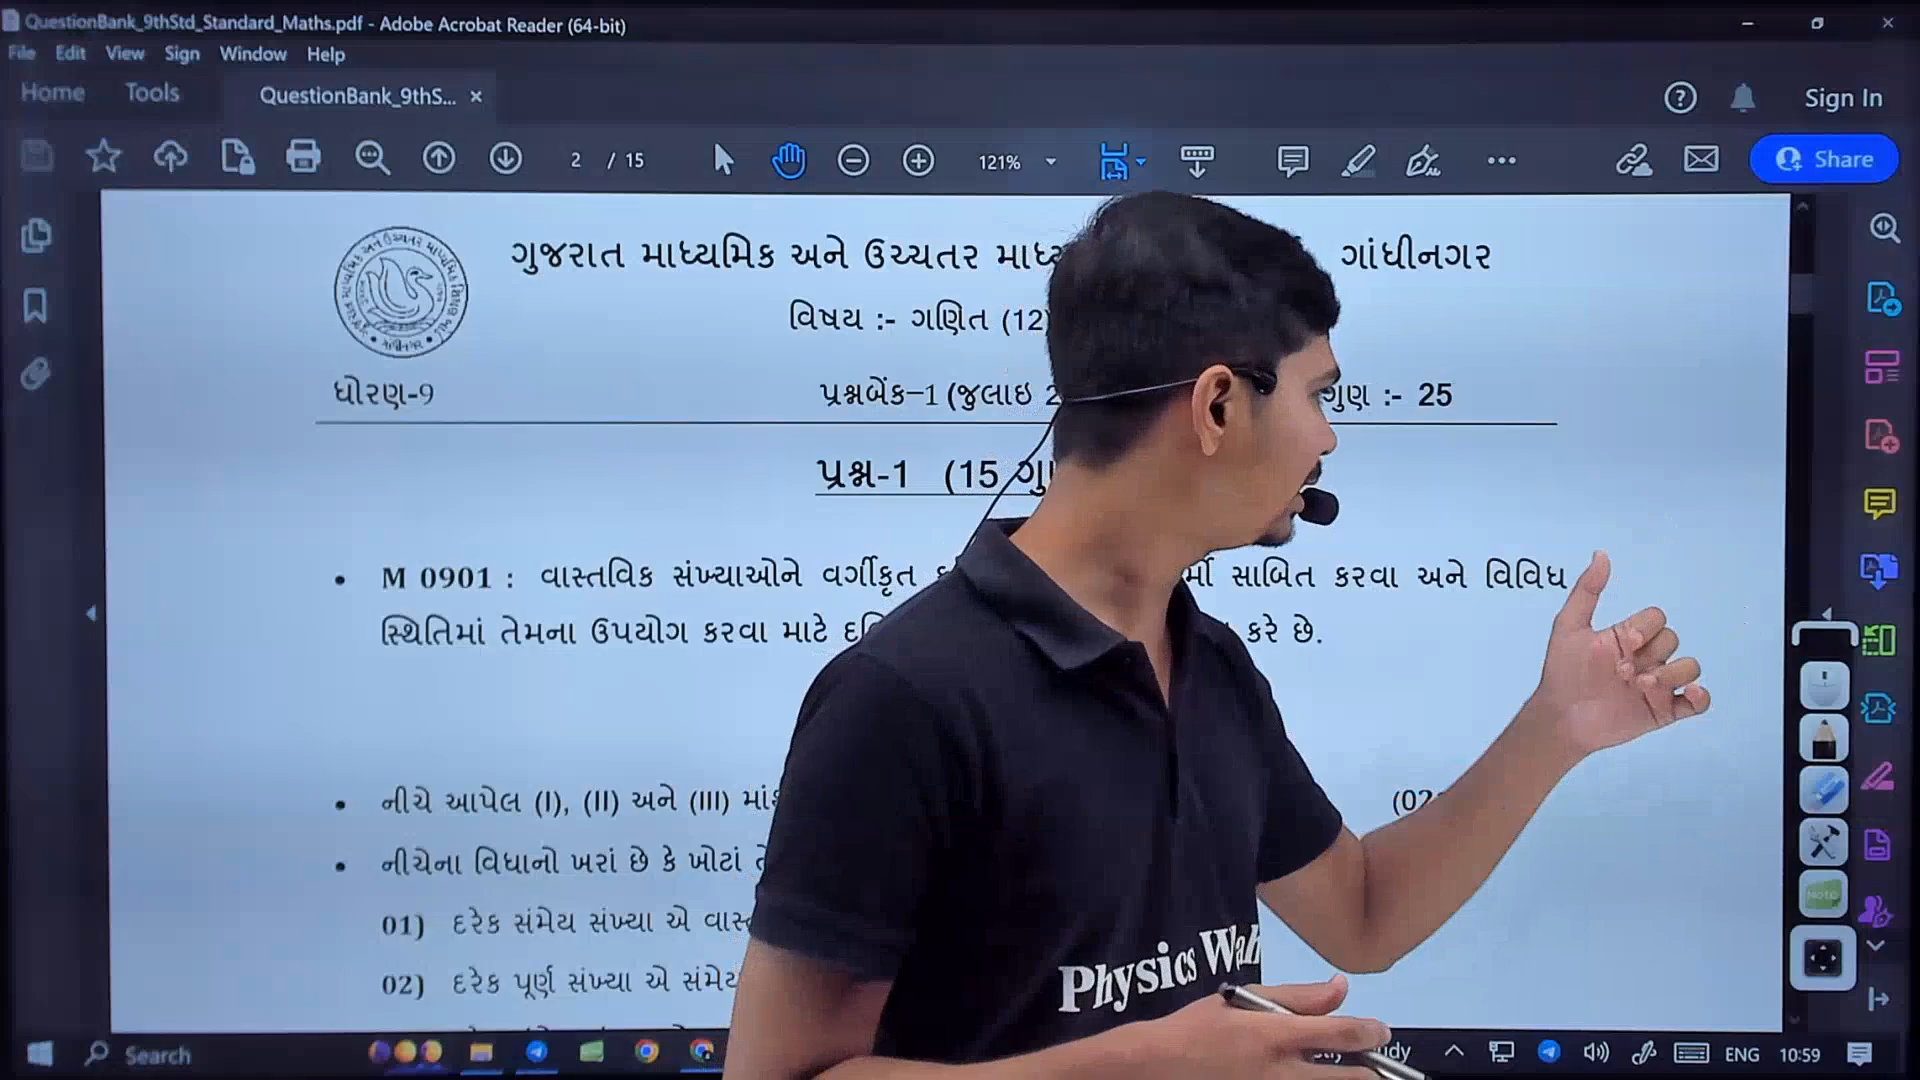 QuestionBank_9thStd_Standard_Maths.pdf - Adobe Acrobat Reader (64-bit)
File Edit View Sign Window Help
Home Tools QuestionBank_9thS... Sign In
2 / 15 121% Share
ગુજરાત માધ્યમિક અને ઉચ્ચતર ગાંધીનગર
વિષય :- ગણિત (12)
ધોરણ-9 પ્રશ્નબેંક-1 (જુલાઇ ગુણ :- 25
પ્રશ્ન-1 (15
• M 0901 : વાસ્તવિક સંખ્યાઓને વર્ગીકૃત સાબિત કરવા અને વિવિધ
સ્થિતિમાં તેમના ઉપયોગ કરવા માટે કરે છે.
• નીચે આપેલ (I), (II) અને (III)
• નીચેના વિધાનો ખરાં છે કે ખોટાં
01) દરેક સંમેય સંખ્યા એ
02) દરેક પૂર્ણ સંખ્યા એ
Physics
Search ENG 10:59